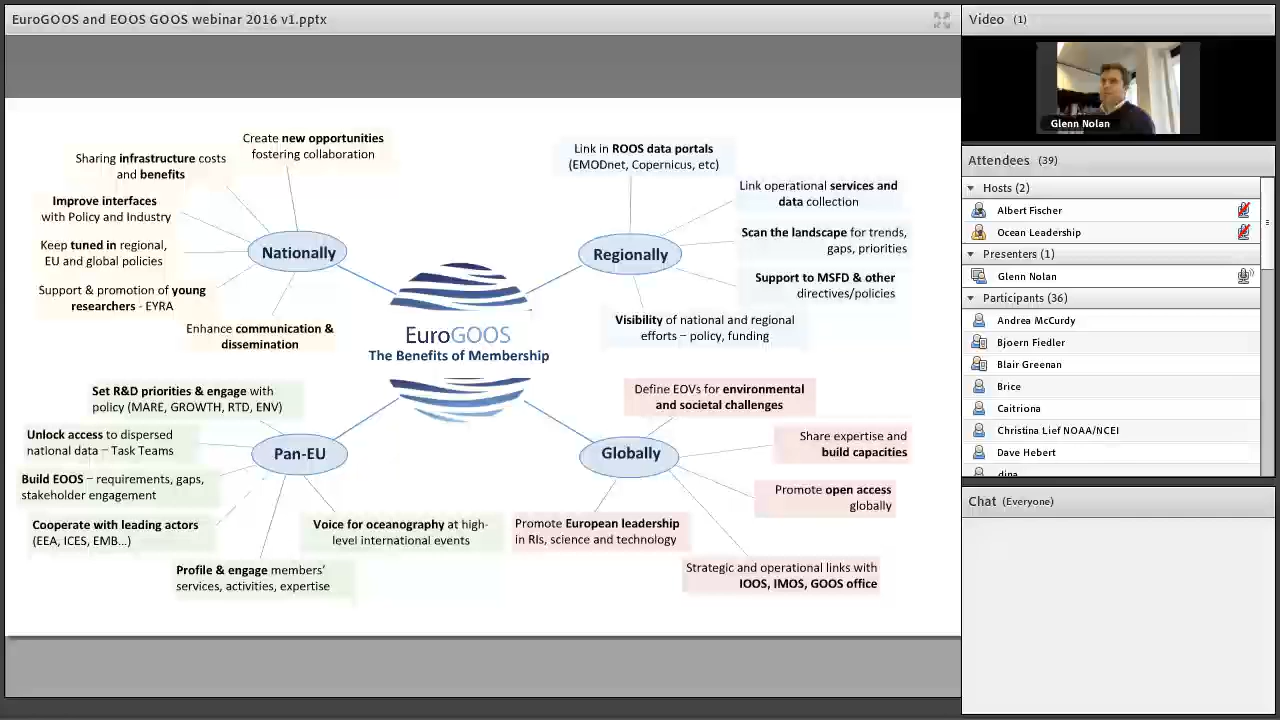 EuroGOOS and EOOS GOOS webinar 2016 v1.pptx
Create new opportunities
fostering collaboration
Sharing infrastructure costs
and benefits
Improve interfaces
with Policy and Industry
Keep tuned in regional,
EU and global policies
Support & promotion of young
researchers - EYRA
Enhance communication &
dissemination
Nationally
Link in ROOS data portals
(EMODnet, Copernicus, etc)
Link operational services and
data collection
Scan the landscape for trends,
gaps, priorities
Support to MSFD & other
directives/policies
Visibility of national and regional
efforts – policy, funding
Regionally
EuroGOOS
The Benefits of Membership
Set R&D priorities & engage with
policy (MARE, GROWTH, RTD, ENV)
Unlock access to dispersed
national data – Task Teams
Build EOOS – requirements, gaps,
stakeholder engagement
Cooperate with leading actors
(EEA, ICES, EMB...)
Profile & engage members’
services, activities, expertise
Voice for oceanography at high-
level international events
Pan-EU
Define EOVs for environmental
and societal challenges
Share expertise and
build capacities
Promote open access
globally
Promote European leadership
in RIs, science and technology
Strategic and operational links with
IOOS, IMOS, GOOS office
Globally
Video (1)
Glenn Nolan
Attendees (39)
Hosts (2)
Albert Fischer
Ocean Leadership
Presenters (1)
Glenn Nolan
Participants (36)
Andrea McCurdy
Bjoern Fiedler
Blair Greenan
Brice
Caitriona
Christina Lief NOAA/NCEI
Dave Hebert
Chat (Everyone)